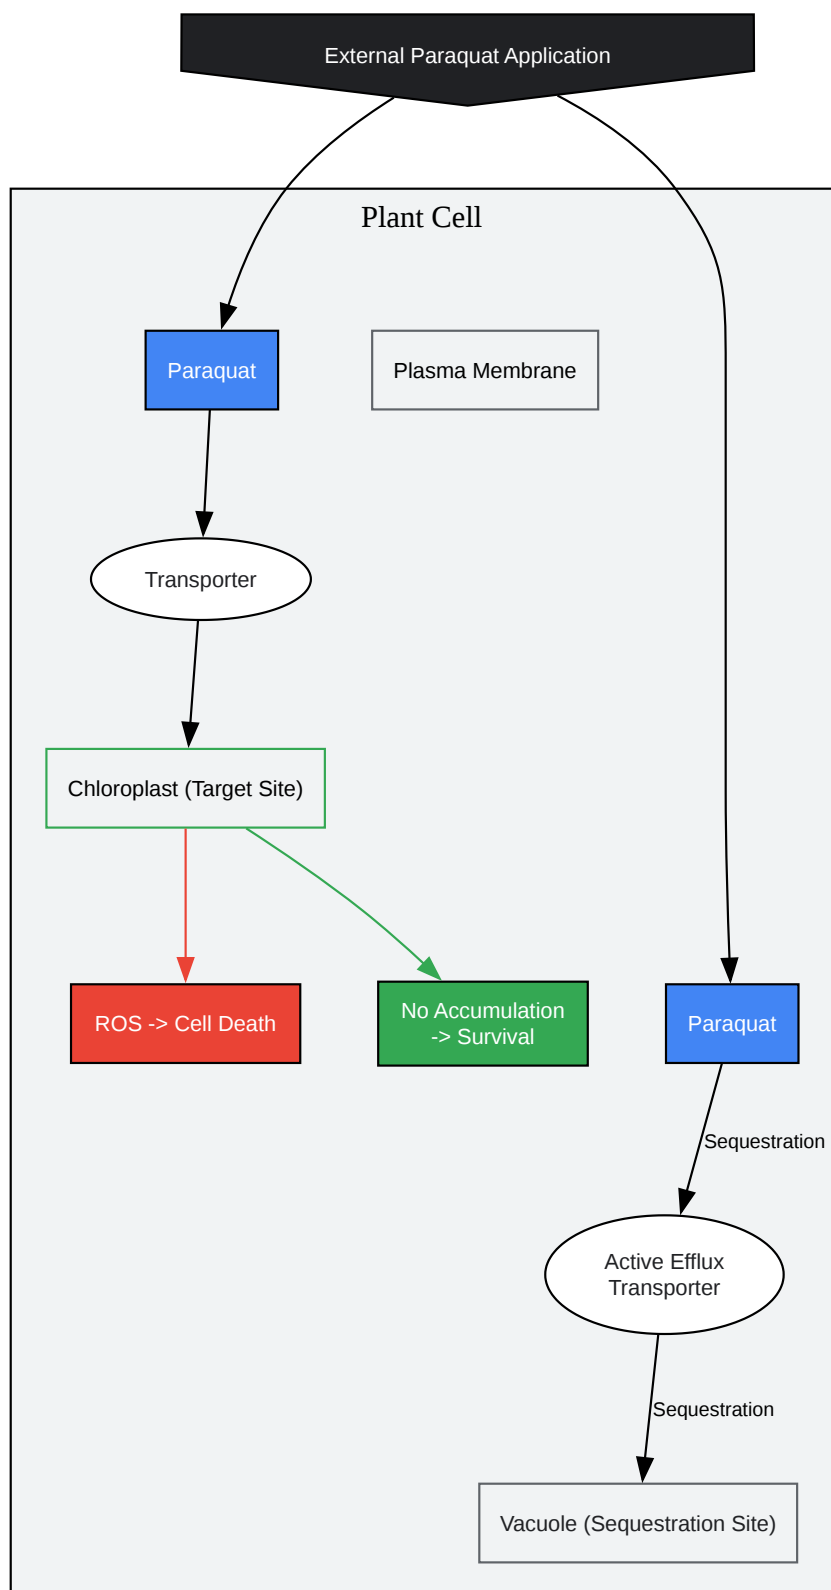 External Paraquat Application
Plant Cell
Paraquat
Plasma Membrane
Transporter
Chloroplast (Target Site)
ROS -> Cell Death
No Accumulation
-> Survival
Paraquat
Sequestration
Active Efflux
Transporter
Sequestration
Vacuole (Sequestration Site)